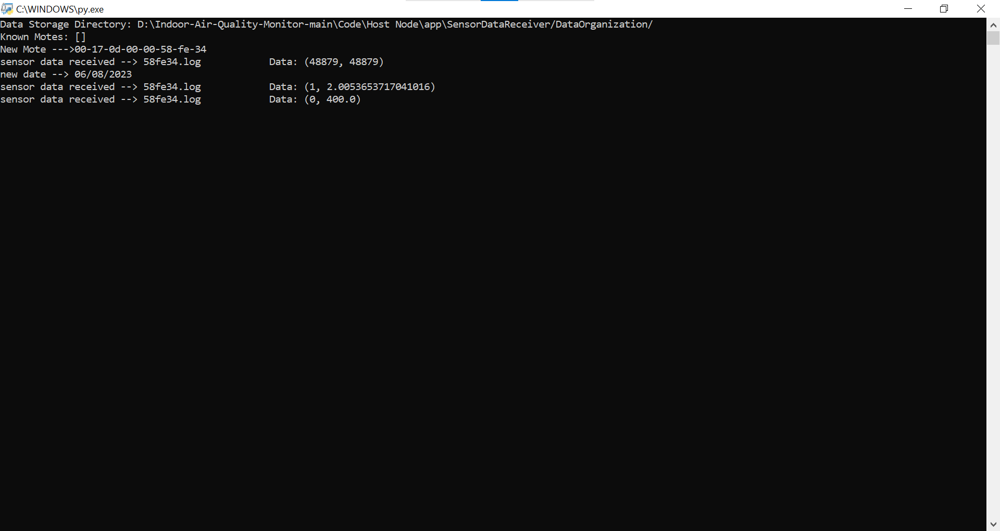 C:\WINDOWS\py.exe
Data Storage Directory: D:\Indoor-Air-Quality-Monitor-main\Code\Host Node\app\SensorDataReceiver/DataOrganization/
Known Motes: []
New Mote --->00-17-0d-00-00-58-fe-34
sensor data received --> 58fe34.log            Data: (48879, 48879)
new date --> 06/08/2023
sensor data received --> 58fe34.log            Data: (1, 2.0053653717041016)
sensor data received --> 58fe34.log            Data: (0, 400.0)